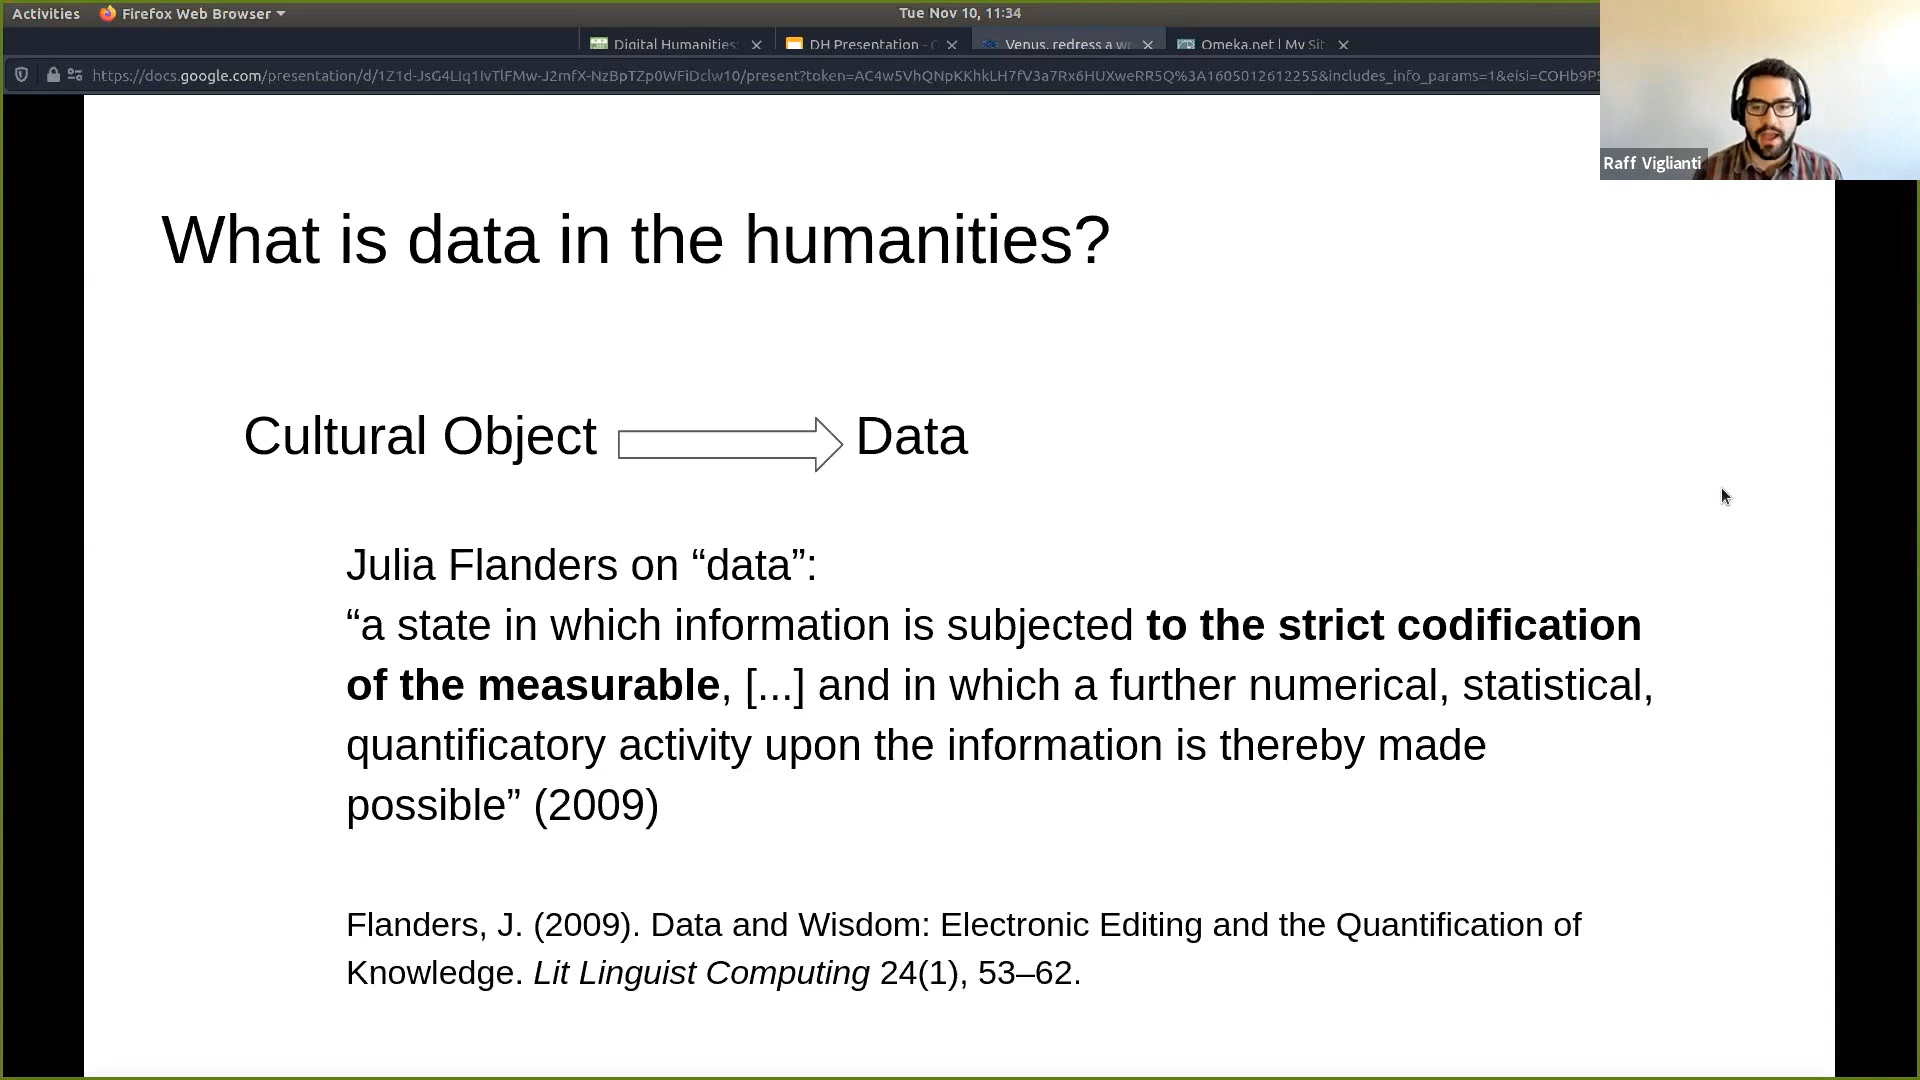 Activities Firefox Web Browser Tue Nov 10, 11:34
Digital Humanities: DH Presentation - Venus, redress a wr Omeka.net | My Sit
https://docs.google.com/presentation/d/1Z1d-JsG4LIq1IvTlFMw-J2mfX-NzBpTZp0WFiDclw10/present?token=AC4w5VhQNpKKhkLH7fV3a7Rx6HUXweRR5Q%3A1605012612255&includes_info_params=1&eisi=COHb9P
Raff Viglianti
What is data in the humanities?
Cultural Object Data
Julia Flanders on “data”:
“a state in which information is subjected to the strict codification
of the measurable, [...] and in which a further numerical, statistical,
quantificatory activity upon the information is thereby made
possible” (2009)
Flanders, J. (2009). Data and Wisdom: Electronic Editing and the Quantification of
Knowledge. Lit Linguist Computing 24(1), 53–62.